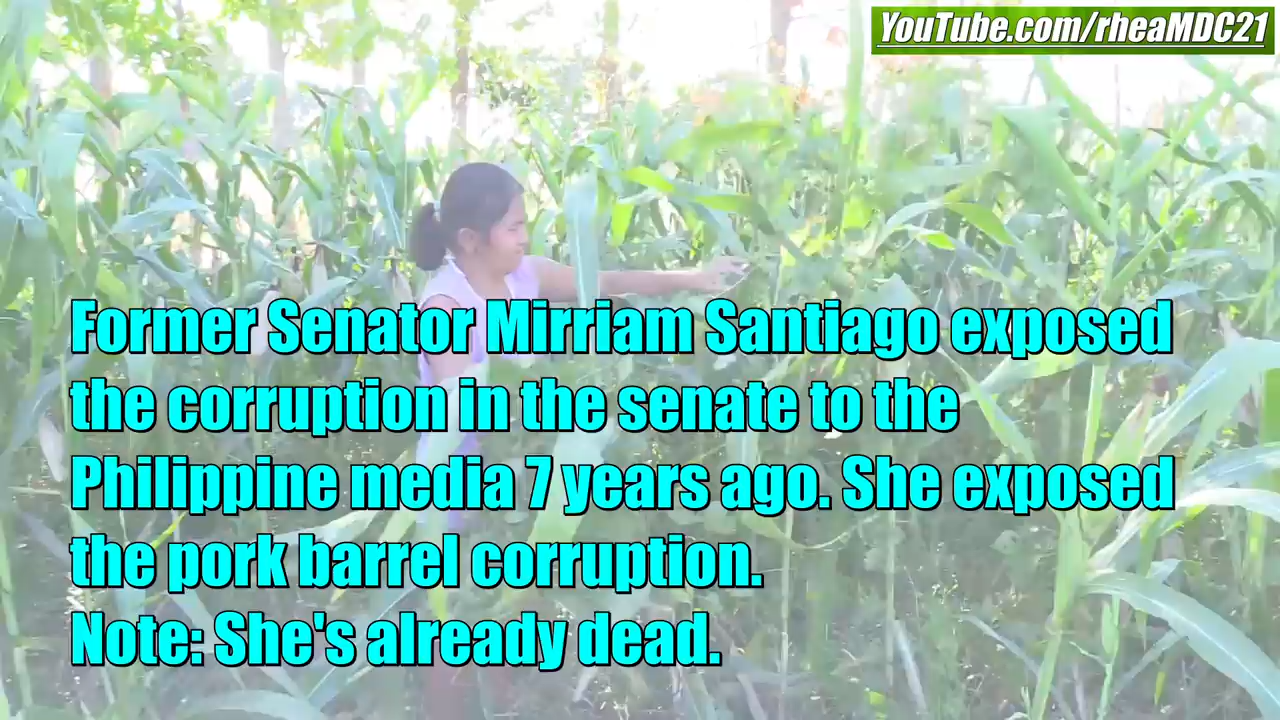 YouTube.com/rheaMDC21
Former Senator Mirriam Santiago exposed
the corruption in the senate to the
Philippine media 7 years ago. She exposed
the pork barrel corruption.
Note: She's already dead.